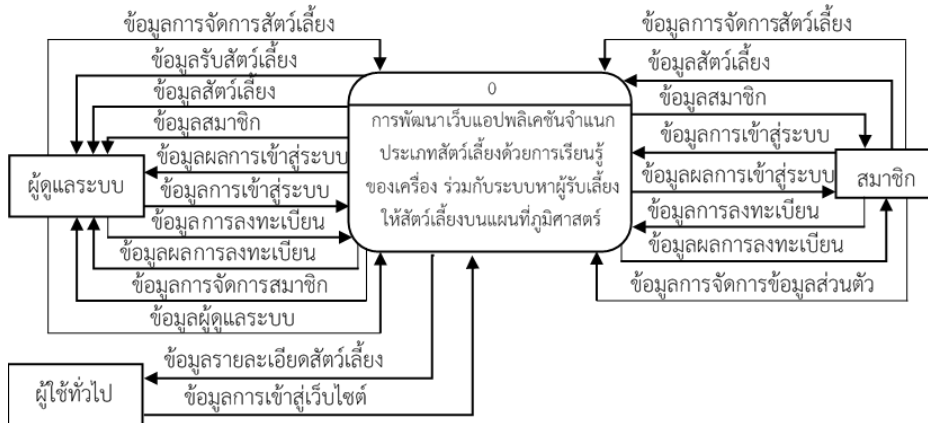 ข้อมูลการจัดการสัตว์เลี้ยง
ข้อมูลรับสัตว์เลี้ยง
ข้อมูลสัตว์เลี้ยง
ข้อมูลสมาชิก
ข้อมูลผลการเข้าสู่ระบบ
ผู้ดูแลระบบ
ข้อมูลการเข้าสู่ระบบ
ข้อมูลการลงทะเบียน
ข้อมูลผลการลงทะเบียน
ข้อมูลการจัดการสมาชิก
ข้อมูลผู้ดูแลระบบ
0
การพัฒนาเว็บแอปพลิเคชันจำแนก
ประเภทสัตว์เลี้ยงด้วยการเรียนรู้
ของเครื่อง ร่วมกับระบบหาผู้รับเลี้ยง
ให้สัตว์เลี้ยงบนแผนที่ภูมิศาสตร์
ข้อมูลการจัดการสัตว์เลี้ยง
ข้อมูลสัตว์เลี้ยง
ข้อมูลสมาชิก
ข้อมูลการเข้าสู่ระบบ
ข้อมูลผลการเข้าสู่ระบบ
สมาชิก
ข้อมูลการลงทะเบียน
ข้อมูลผลการลงทะเบียน
ข้อมูลการจัดการข้อมูลส่วนตัว
ข้อมูลรายละเอียดสัตว์เลี้ยง
ผู้ใช้ทั่วไป
ข้อมูลการเข้าสู่เว็บไซต์